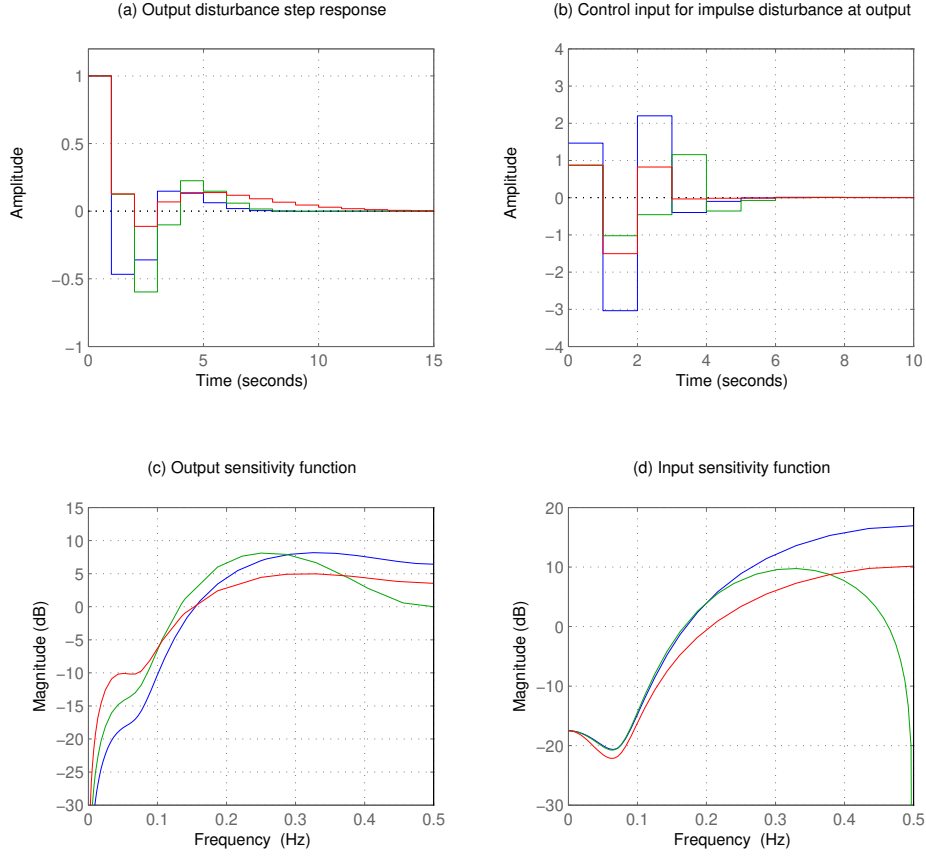 (a) Output disturbance step response
Amplitude
1
0.5
0
−0.5
−1
0 5 10 15
Time (seconds)
(b) Control input for impulse disturbance at output
Amplitude
4
3
2
1
0
−1
−2
−3
−4
0 2 4 6 8 10
Time (seconds)
(c) Output sensitivity function
Magnitude (dB)
15
10
5
0
−5
−10
−15
−20
−25
−30
0 0.1 0.2 0.3 0.4 0.5
Frequency (Hz)
(d) Input sensitivity function
Magnitude (dB)
20
10
0
−10
−20
−30
0 0.1 0.2 0.3 0.4 0.5
Frequency (Hz)